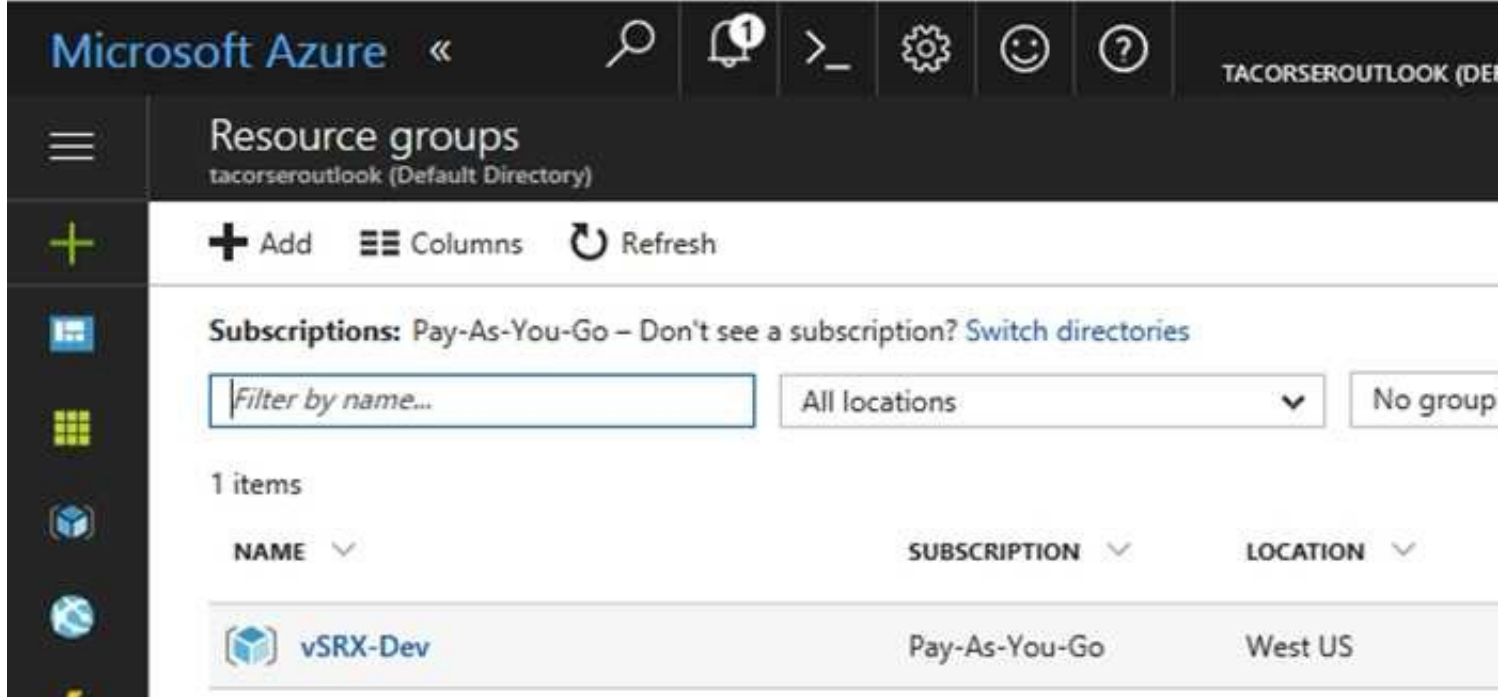 Microsoft Azure « 1 >_ ? TACORSEROUTLOOK (DEF
Resource groups
tacorseroutlook (Default Directory)
Add Columns Refresh
Subscriptions: Pay-As-You-Go – Don't see a subscription? Switch directories
Filter by name... All locations No group
1 items
NAME SUBSCRIPTION LOCATION
vSRX-Dev Pay-As-You-Go West US